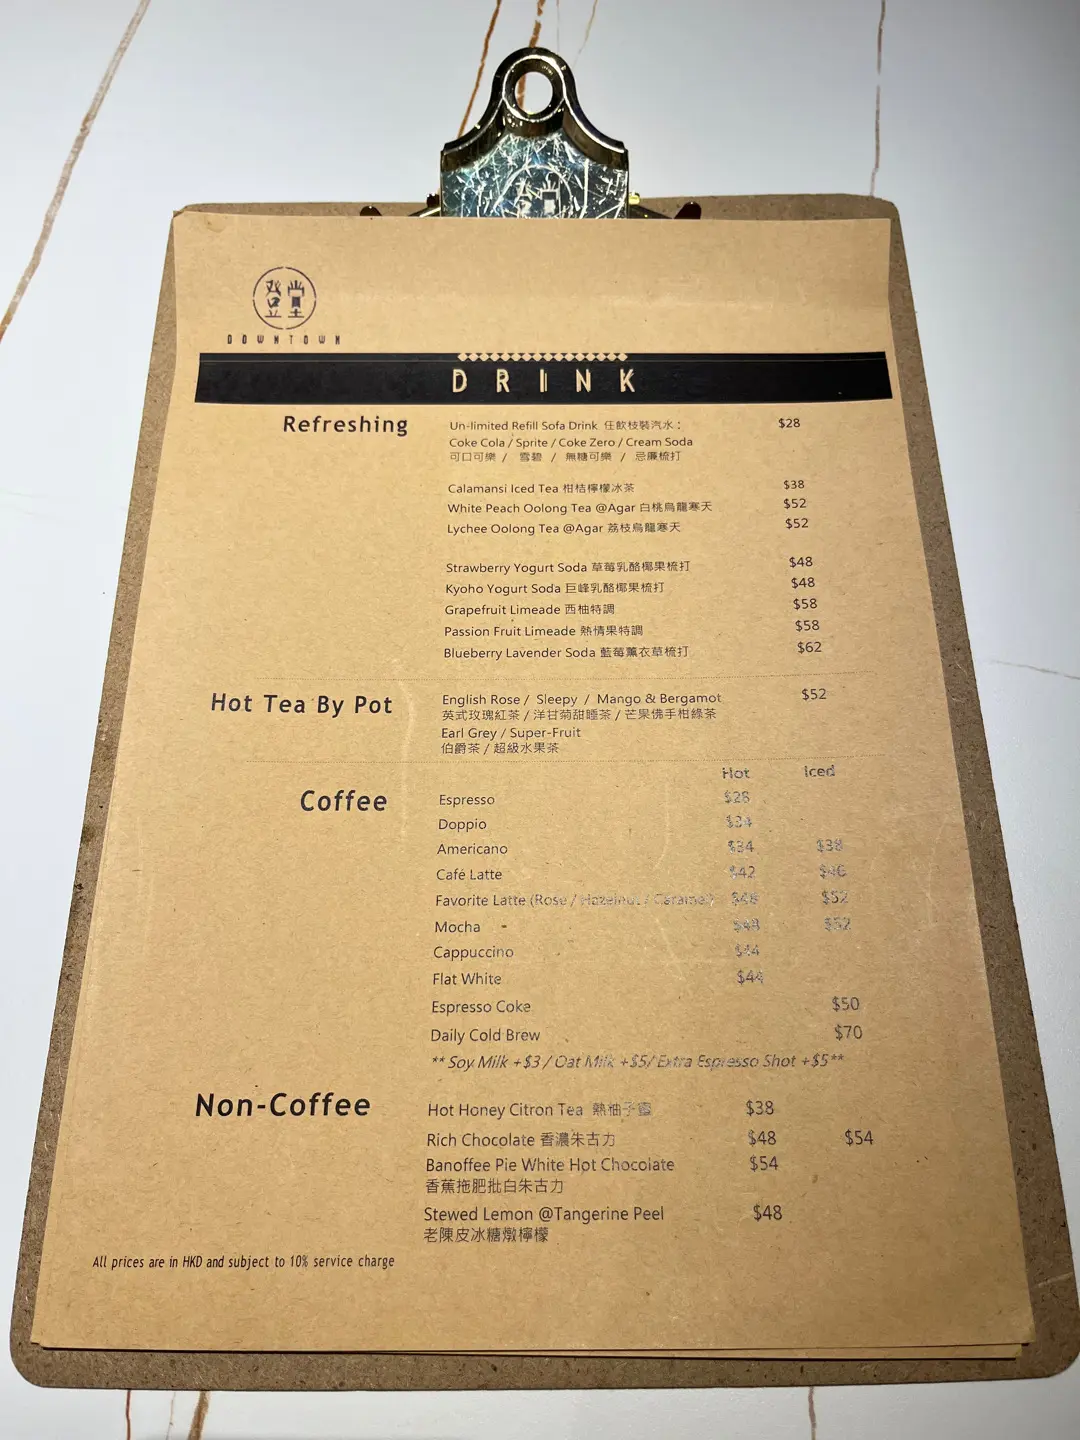 登堂
DOWNTOWN
DRINK
Refreshing
Un-limited Refill Sofa Drink 任飲枝裝汽水： $28
Coke Cola / Sprite / Coke Zero / Cream Soda
可口可樂 / 雪碧 / 無糖可樂 / 忌廉梳打
Calamansi Iced Tea 柑桔檸檬冰茶 $38
White Peach Oolong Tea @Agar 白桃烏龍寒天 $52
Lychee Oolong Tea @Agar 荔枝烏龍寒天 $52
Strawberry Yogurt Soda 草莓乳酪椰果梳打 $48
Kyoho Yogurt Soda 巨峰乳酪椰果梳打 $48
Grapefruit Limeade 西柚特調 $58
Passion Fruit Limeade 熱情果特調 $58
Blueberry Lavender Soda 藍莓薰衣草梳打 $62
Hot Tea By Pot
English Rose / Sleepy / Mango & Bergamot $52
英式玫瑰紅茶 / 洋甘菊甜睡茶 / 芒果佛手柑綠茶
Earl Grey / Super-Fruit
伯爵茶 / 超級水果茶
Hot Iced
Coffee
Espresso $28
Doppio $34
Americano $34 $38
Café Latte $42 $46
Favorite Latte (Rose / Hazelnut / Caramel) $48 $52
Mocha $48 $52
Cappuccino $44
Flat White $44
Espresso Coke $50
Daily Cold Brew $70
** Soy Milk +$3 / Oat Milk +$5/ Extra Espresso Shot +$5**
Non-Coffee
Hot Honey Citron Tea 熱柚子蜜 $38
Rich Chocolate 香濃朱古力 $48 $54
Banoffee Pie White Hot Chocolate $54
香蕉拖肥批白朱古力
Stewed Lemon @Tangerine Peel $48
老陳皮冰糖燉檸檬
All prices are in HKD and subject to 10% service charge